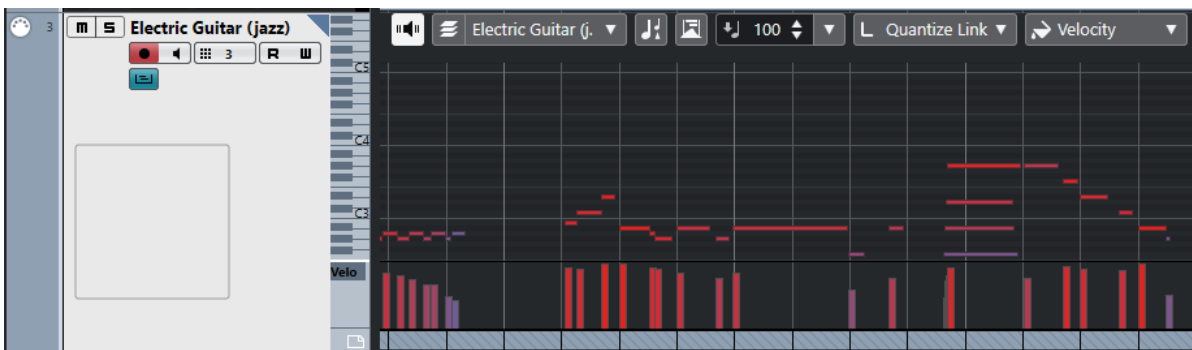 3 m S Electric Guitar (jazz)
3 R W
Electric Guitar (j. 100 Quantize Link Velocity
C5
C4
C3
Velo